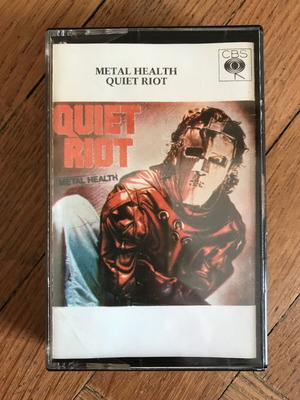 CBS
METAL HEALTH
QUIET RIOT
QUIET
RIOT
METAL HEALTH